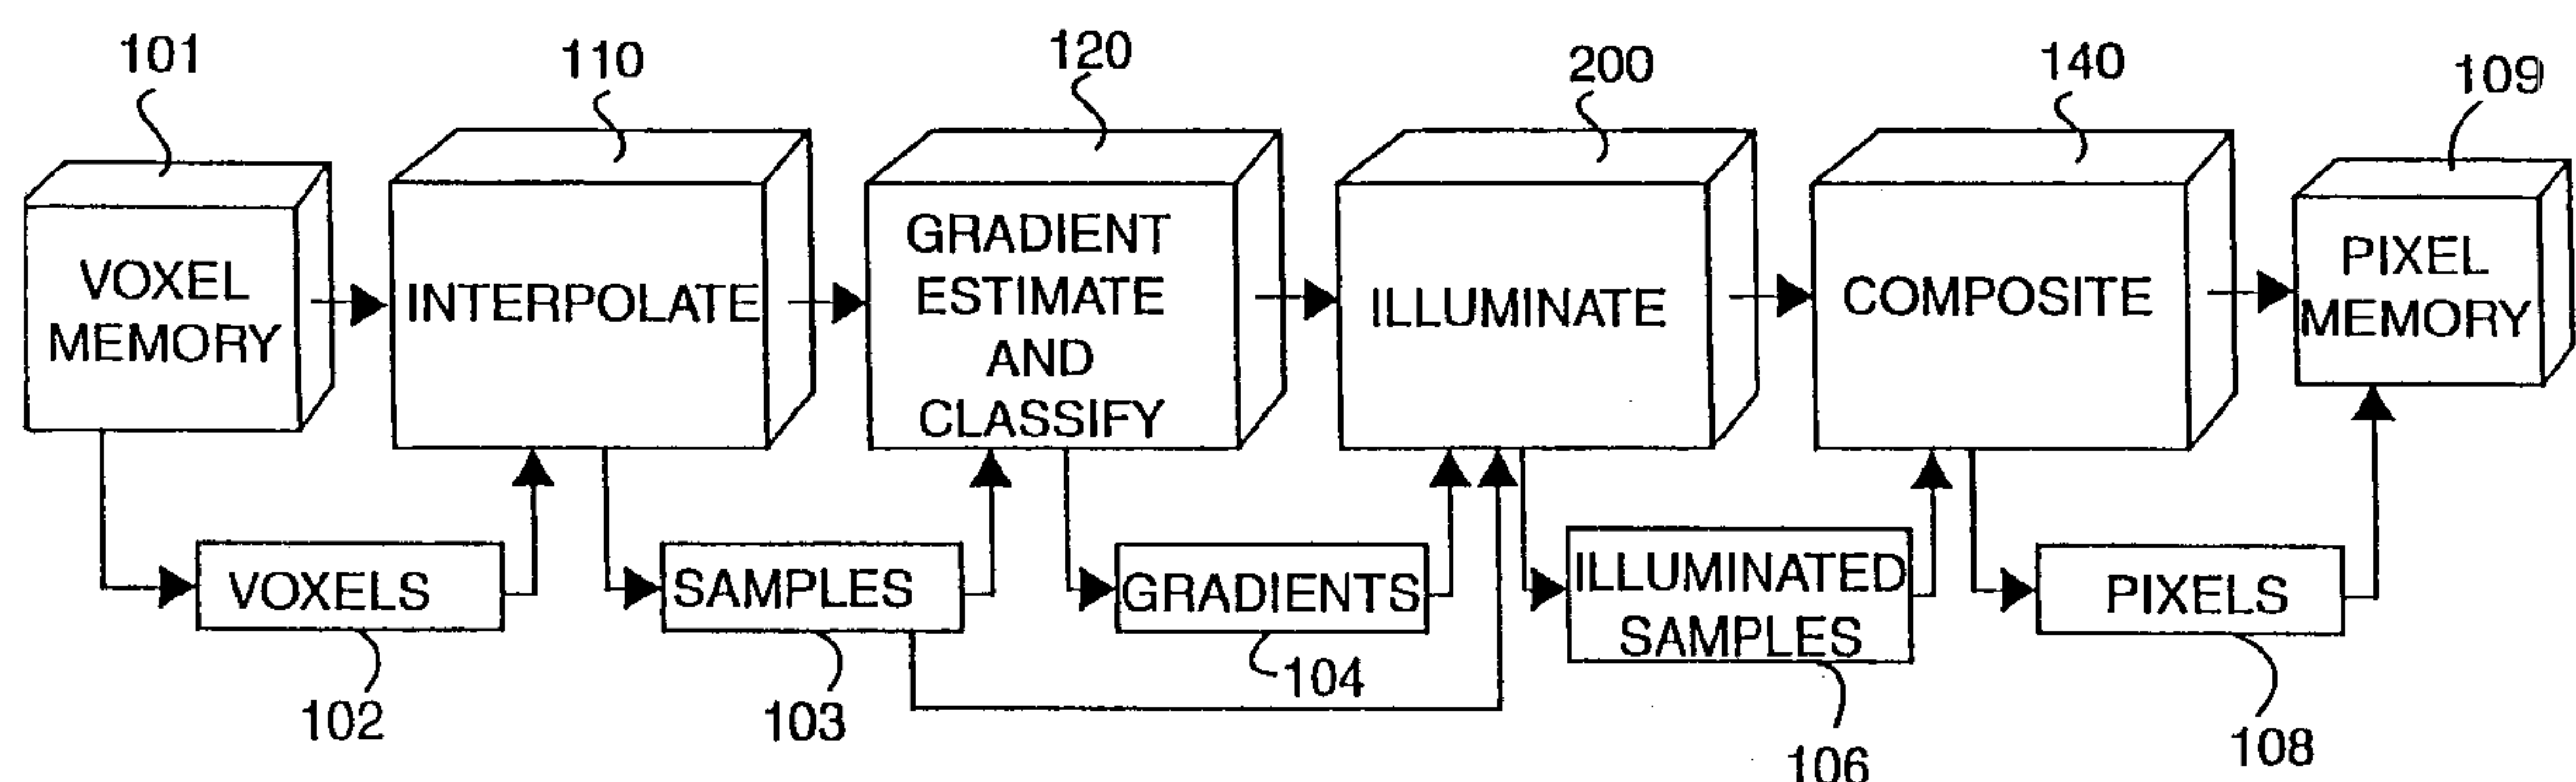 101
110
120
200
140
109
VOXEL
MEMORY
INTERPOLATE
GRADIENT
ESTIMATE
AND
CLASSIFY
ILLUMINATE
COMPOSITE
PIXEL
MEMORY
VOXELS
SAMPLES
GRADIENTS
ILLUMINATED
SAMPLES
PIXELS
102
103
104
106
108